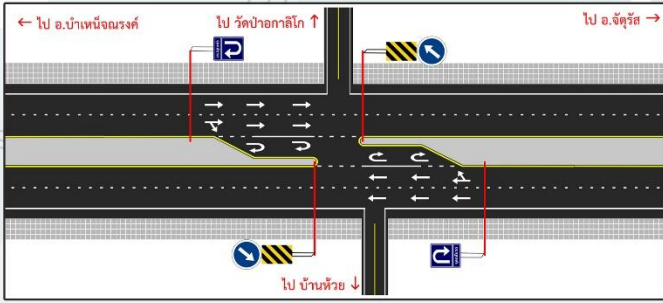 ← ไป อ.บำเหน็จณรงค์
ไป วัดป่าอกาลิโก ↑
ไป อ.จัตุรัส →
ไป บ้านห้วย ↓